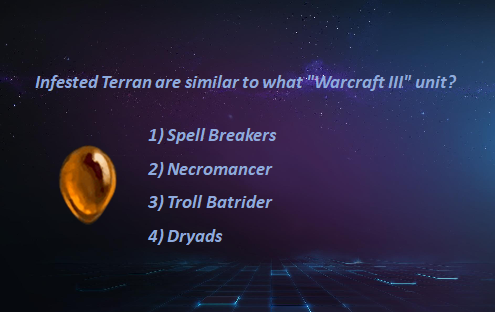 Infested Terran are similar to what "Warcraft III" unit?
1) Spell Breakers
2) Necromancer
3) Troll Batrider
4) Dryads